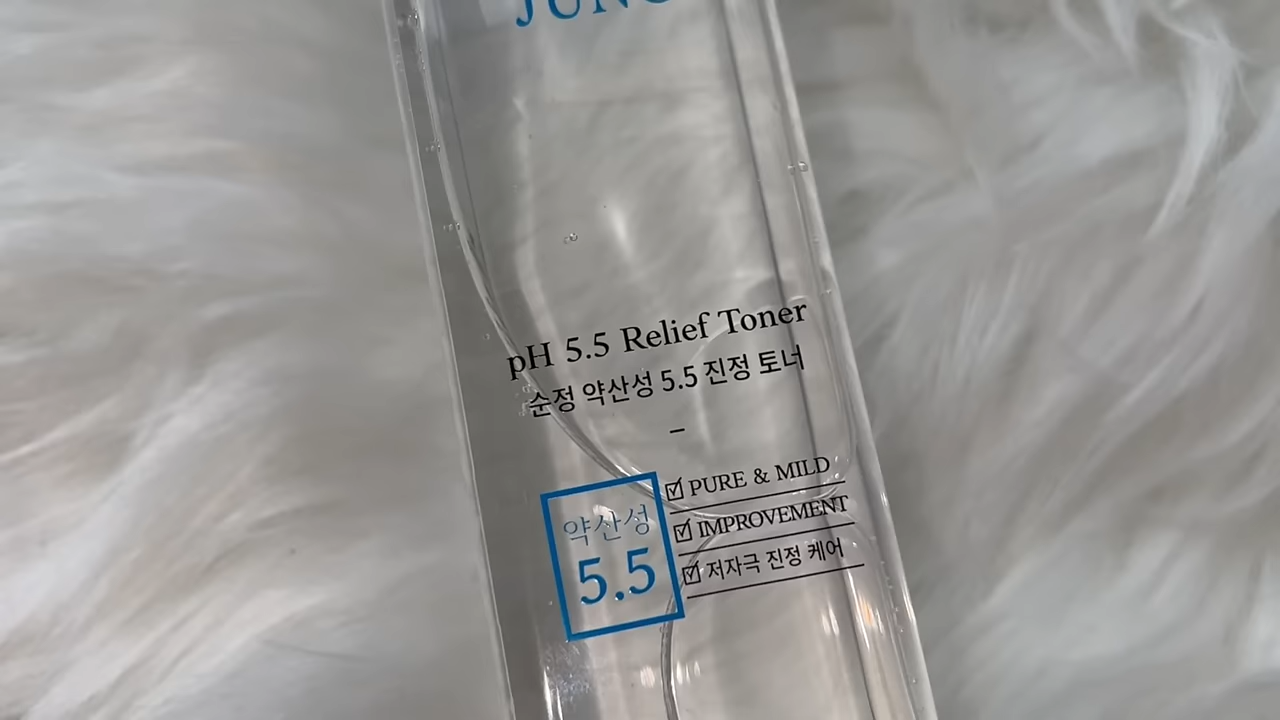 pH 5.5 Relief Toner
순정 약산성 5.5 진정 토너
–
약산성
5.5
☑ PURE & MILD
☑ IMPROVEMENT
☑ 저자극 진정 케어